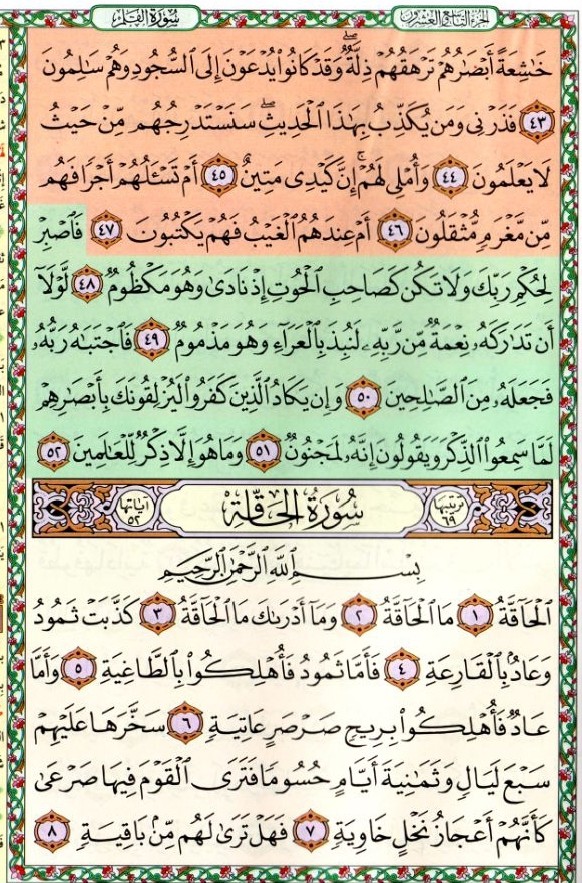 الجزء التاسع والعشرون
سُورَةُ القَلَمِ
خَٰشِعَةً أَبۡصَٰرُهُمۡ تَرۡهَقُهُمۡ ذِلَّةٞۖ وَقَدۡ كَانُواْ يُدۡعَوۡنَ إِلَى ٱلسُّجُودِ وَهُمۡ سَٰلِمُونَ
٤٣ فَذَرۡنِي وَمَن يُكَذِّبُ بِهَٰذَا ٱلۡحَدِيثِۖ سَنَسۡتَدۡرِجُهُم مِّنۡ حَيۡثُ
لَا يَعۡلَمُونَ ٤٤ وَأُمۡلِي لَهُمۡۚ إِنَّ كَيۡدِي مَتِينٌ ٤٥ أَمۡ تَسۡـَٔلُهُمۡ أَجۡرٗا فَهُم
مِّن مَّغۡرَمٖ مُّثۡقَلُونَ ٤٦ أَمۡ عِندَهُمُ ٱلۡغَيۡبُ فَهُمۡ يَكۡتُبُونَ ٤٧ فَٱصۡبِرۡ
لِحُكۡمِ رَبِّكَ وَلَا تَكُن كَصَاحِبِ ٱلۡحُوتِ إِذۡ نَادَىٰ وَهُوَ مَكۡظُومٞ ٤٨ لَّوۡلَآ
أَن تَدَٰرَكَهُۥ نِعۡمَةٞ مِّن رَّبِّهِۦ لَنُبِذَ بِٱلۡعَرَآءِ وَهُوَ مَذۡمُومٞ ٤٩ فَٱجۡتَبَٰهُ رَبُّهُۥ
فَجَعَلَهُۥ مِنَ ٱلصَّٰلِحِينَ ٥٠ وَإِن يَكَادُ ٱلَّذِينَ كَفَرُواْ لَيُزۡلِقُونَكَ بِأَبۡصَٰرِهِمۡ
لَمَّا سَمِعُواْ ٱلذِّكۡرَ وَيَقُولُونَ إِنَّهُۥ لَمَجۡنُونٞ ٥١ وَمَا هُوَ إِلَّا ذِكۡرٞ لِّلۡعَٰلَمِينَ ٥٢
ترتيبها ٦٩ سُورَةُ الحَاقَّةِ آياتها ٥٢
بِسۡمِ ٱللَّهِ ٱلرَّحۡمَٰنِ ٱلرَّحِيمِ
ٱلۡحَآقَّةُ ١ مَا ٱلۡحَآقَّةُ ٢ وَمَآ أَدۡرَىٰكَ مَا ٱلۡحَآقَّةُ ٣ كَذَّبَتۡ ثَمُودُ
وَعَادُۢ بِٱلۡقَارِعَةِ ٤ فَأَمَّا ثَمُودُ فَأُهۡلِكُواْ بِٱلطَّاغِيَةِ ٥ وَأَمَّا
عَادٞ فَأُهۡلِكُواْ بِرِيحٖ صَرۡصَرٍ عَاتِيَةٖ ٦ سَخَّرَهَا عَلَيۡهِمۡ
سَبۡعَ لَيَالٖ وَثَمَٰنِيَةَ أَيَّامٍ حُسُومٗا فَتَرَى ٱلۡقَوۡمَ فِيهَا صَرۡعَىٰ
كَأَنَّهُمۡ أَعۡجَازُ نَخۡلٍ خَاوِيَةٖ ٧ فَهَلۡ تَرَىٰ لَهُم مِّنۢ بَاقِيَةٖ ٨